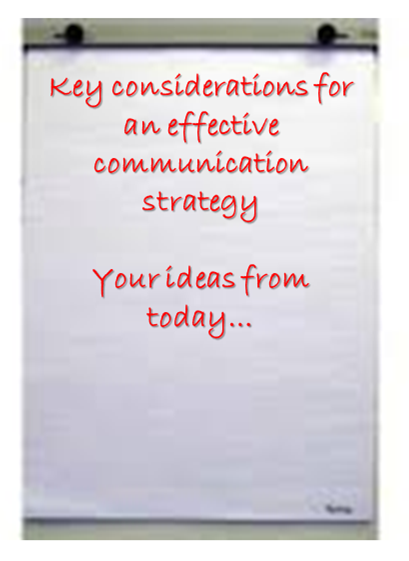 Key considerations for
an effective
communication
strategy
Your ideas from
today...